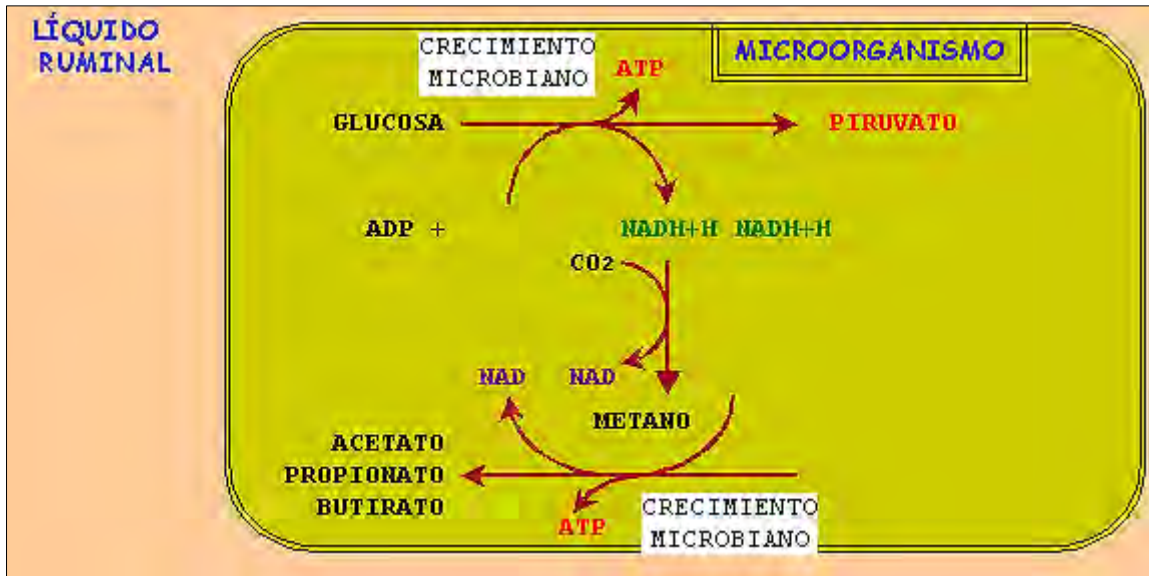 LÍQUIDO
RUMINAL
MICROORGANISMO
CRECIMIENTO
MICROBIANO
ATP
GLUCOSA
PIRUVATO
ADP +
NADH+H NADH+H
CO2
NAD NAD
METANO
ACETATO
PROPIONATO
BUTIRATO
ATP
CRECIMIENTO
MICROBIANO